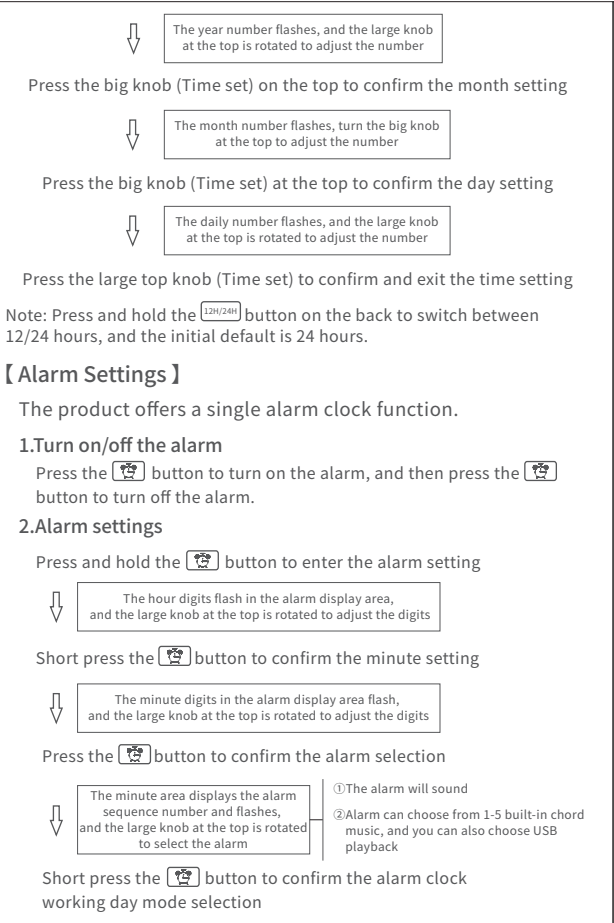 The year number flashes, and the large knob
at the top is rotated to adjust the number
Press the big knob (Time set) on the top to confirm the month setting
The month number flashes, turn the big knob
at the top to adjust the number
Press the big knob (Time set) at the top to confirm the day setting
The daily number flashes, and the large knob
at the top is rotated to adjust the number
Press the large top knob (Time set) to confirm and exit the time setting
Note: Press and hold the 12H/24H button on the back to switch between
12/24 hours, and the initial default is 24 hours.
【Alarm Settings】
The product offers a single alarm clock function.
1.Turn on/off the alarm
Press the button to turn on the alarm, and then press the
button to turn off the alarm.
2.Alarm settings
Press and hold the button to enter the alarm setting
The hour digits flash in the alarm display area,
and the large knob at the top is rotated to adjust the digits
Short press the button to confirm the minute setting
The minute digits in the alarm display area flash,
and the large knob at the top is rotated to adjust the digits
Press the button to confirm the alarm selection
The minute area displays the alarm
sequence number and flashes,
and the large knob at the top is rotated
to select the alarm
①The alarm will sound
②Alarm can choose from 1-5 built-in chord
music, and you can also choose USB
playback
Short press the button to confirm the alarm clock
working day mode selection